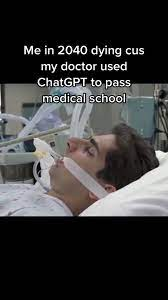 Me in 2040 dying cus
my doctor used
ChatGPT to pass
medical school